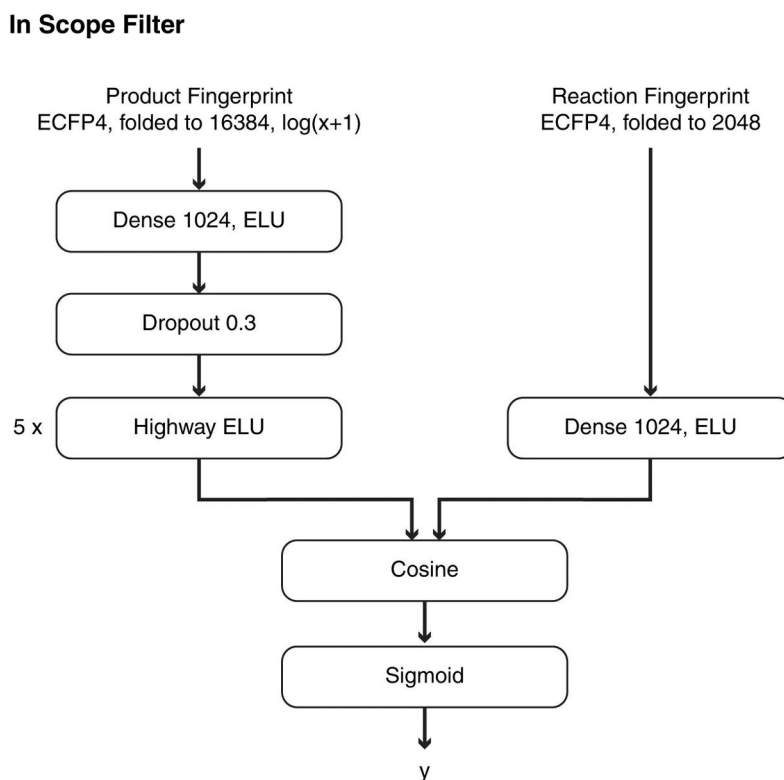 In Scope Filter
Product Fingerprint
ECFP4, folded to 16384, log(x+1)
Reaction Fingerprint
ECFP4, folded to 2048
Dense 1024, ELU
Dropout 0.3
5 x
Highway ELU
Dense 1024, ELU
Cosine
Sigmoid
y